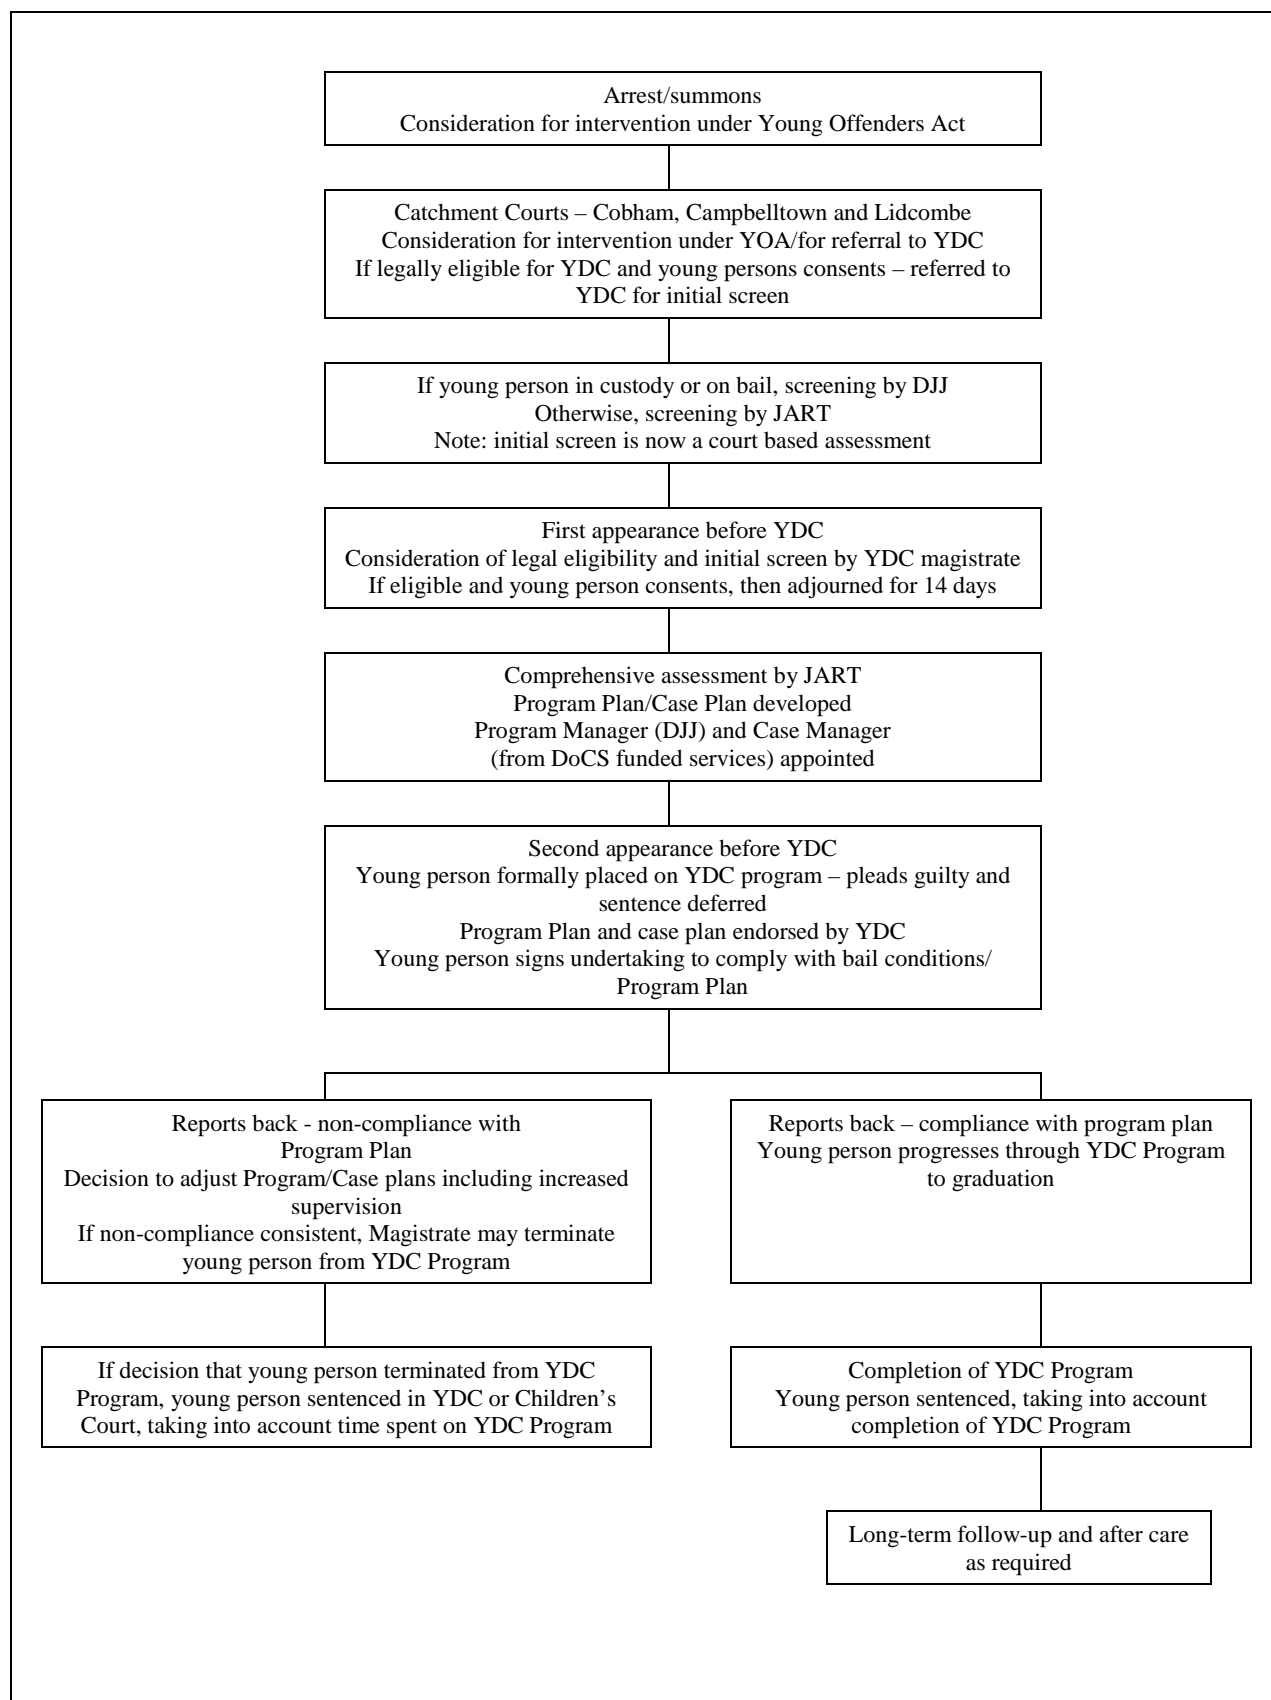 Arrest/summons
Consideration for intervention under Young Offenders Act
Catchment Courts – Cobham, Campbelltown and Lidcombe
Consideration for intervention under YOA/for referral to YDC
If legally eligible for YDC and young persons consents – referred to
YDC for initial screen
If young person in custody or on bail, screening by DJJ
Otherwise, screening by JART
Note: initial screen is now a court based assessment
First appearance before YDC
Consideration of legal eligibility and initial screen by YDC magistrate
If eligible and young person consents, then adjourned for 14 days
Comprehensive assessment by JART
Program Plan/Case Plan developed
Program Manager (DJJ) and Case Manager
(from DoCS funded services) appointed
Second appearance before YDC
Young person formally placed on YDC program – pleads guilty and
sentence deferred
Program Plan and case plan endorsed by YDC
Young person signs undertaking to comply with bail conditions/
Program Plan
Reports back - non-compliance with
Program Plan
Decision to adjust Program/Case plans including increased
supervision
If non-compliance consistent, Magistrate may terminate
young person from YDC Program
Reports back – compliance with program plan
Young person progresses through YDC Program
to graduation
If decision that young person terminated from YDC
Program, young person sentenced in YDC or Children’s
Court, taking into account time spent on YDC Program
Completion of YDC Program
Young person sentenced, taking into account
completion of YDC Program
Long-term follow-up and after care
as required